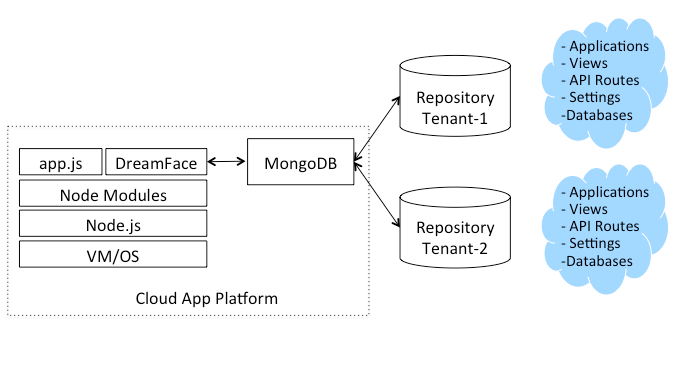 app.js
DreamFace
MongoDB
Node Modules
Node.js
VM/OS
Cloud App Platform
Repository
Tenant-1
Repository
Tenant-2
- Applications
- Views
- API Routes
- Settings
-Databases
- Applications
- Views
- API Routes
- Settings
-Databases